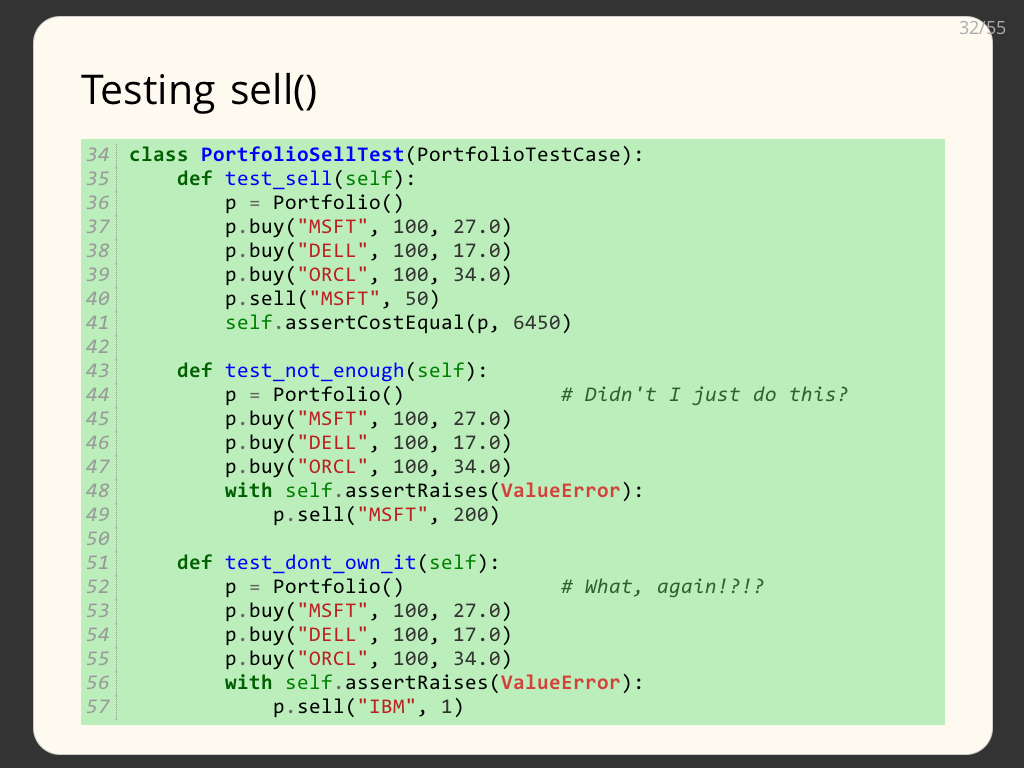 32/55
Testing sell()
34 class PortfolioSellTest(PortfolioTestCase):
35     def test_sell(self):
36         p = Portfolio()
37         p.buy("MSFT", 100, 27.0)
38         p.buy("DELL", 100, 17.0)
39         p.buy("ORCL", 100, 34.0)
40         p.sell("MSFT", 50)
41         self.assertCostEqual(p, 6450)
42
43     def test_not_enough(self):
44         p = Portfolio()             # Didn't I just do this?
45         p.buy("MSFT", 100, 27.0)
46         p.buy("DELL", 100, 17.0)
47         p.buy("ORCL", 100, 34.0)
48         with self.assertRaises(ValueError):
49             p.sell("MSFT", 200)
50
51     def test_dont_own_it(self):
52         p = Portfolio()             # What, again!?!?
53         p.buy("MSFT", 100, 27.0)
54         p.buy("DELL", 100, 17.0)
55         p.buy("ORCL", 100, 34.0)
56         with self.assertRaises(ValueError):
57             p.sell("IBM", 1)